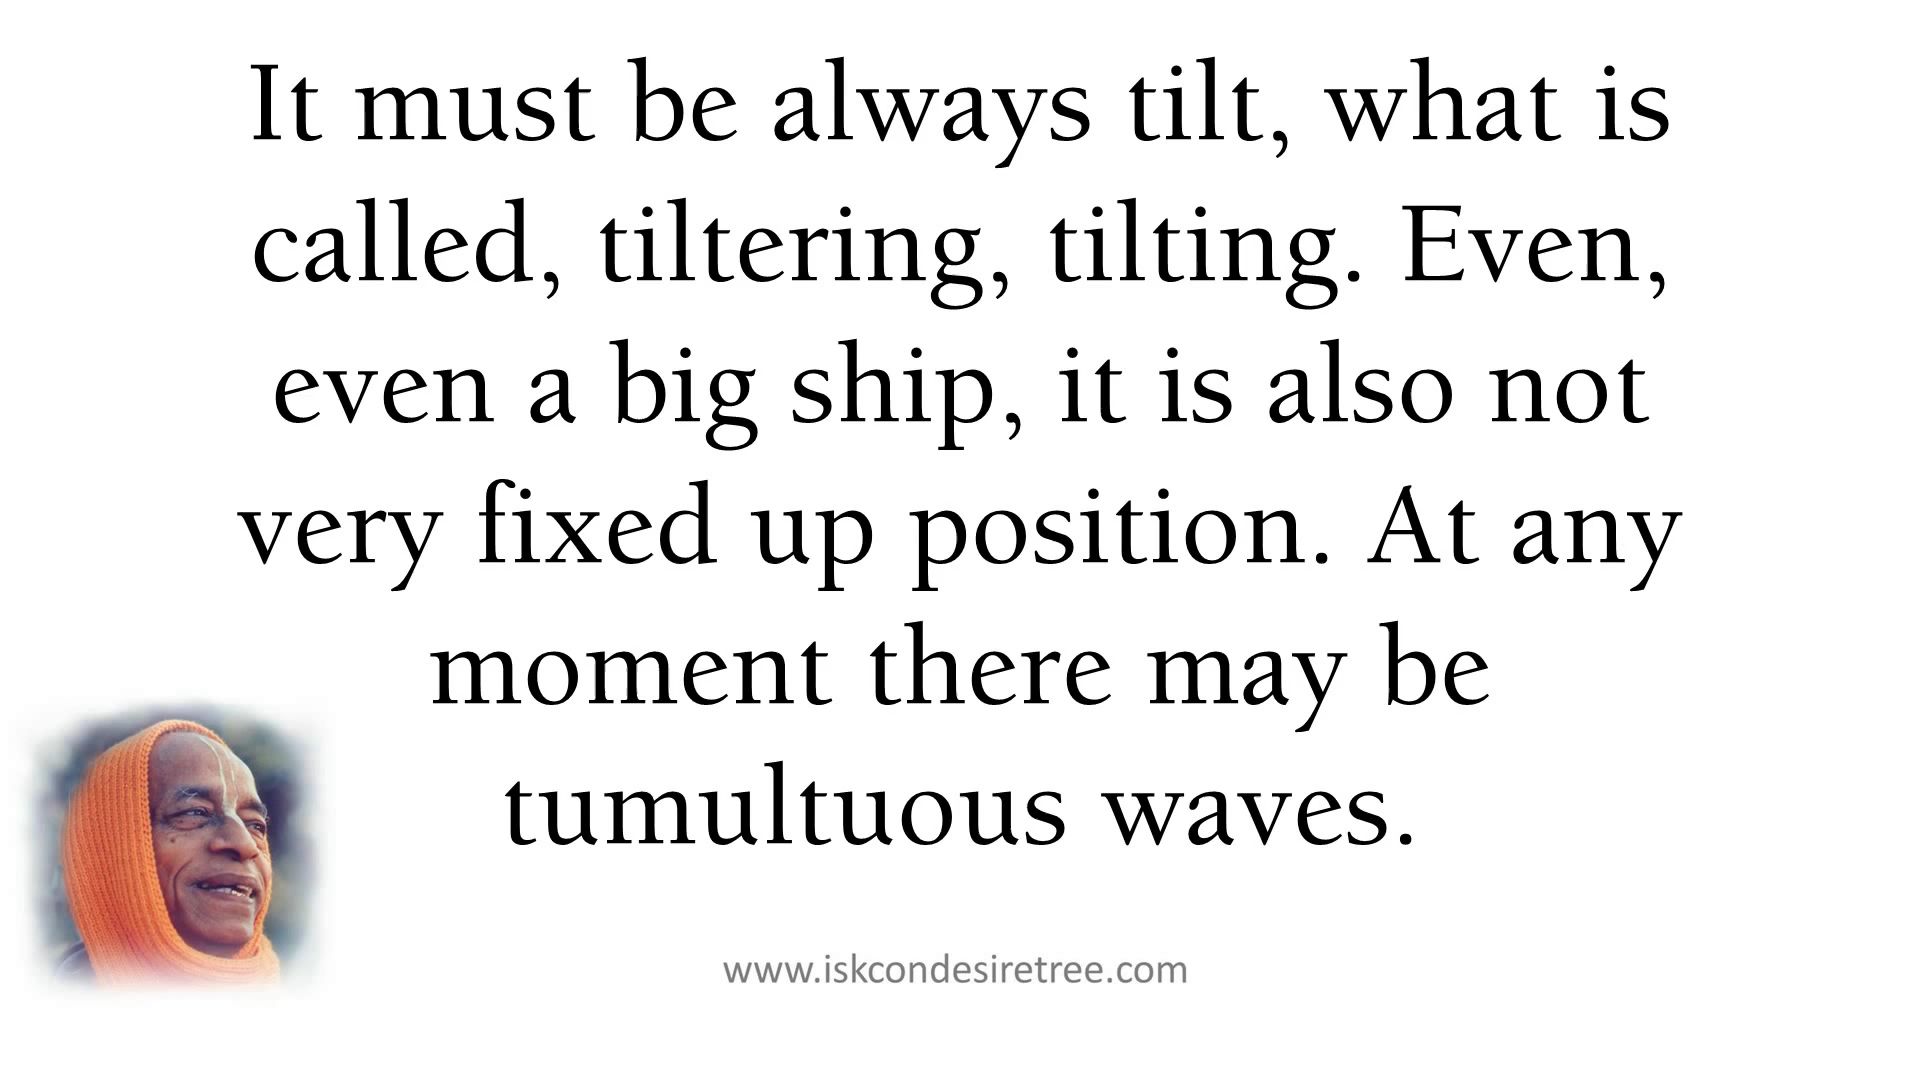 It must be always tilt, what is
called, tiltering, tilting. Even,
even a big ship, it is also not
very fixed up position. At any
moment there may be
tumultuous waves.
www.iskcondesiretree.com